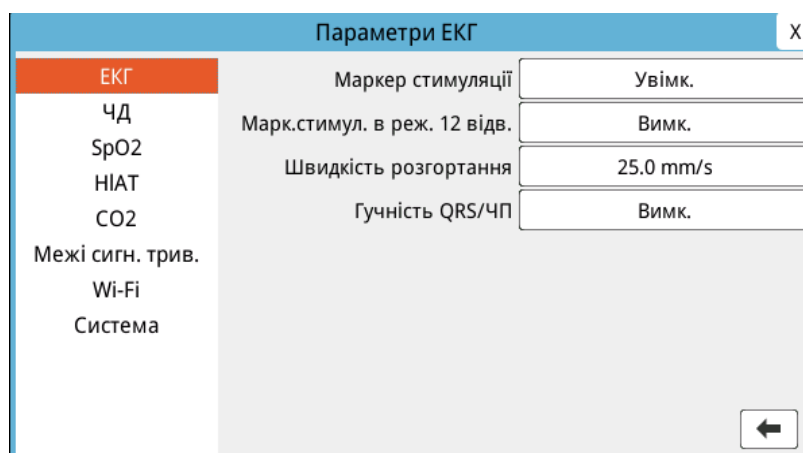 Параметри ЕКГ
X
ЕКГ
ЧД
SpO2
НІАТ
CO2
Межі сигн. трив.
Wi-Fi
Система
Маркер стимуляції Увімк.
Марк.стимул. в реж. 12 відв. Вимк.
Швидкість розгортання 25.0 mm/s
Гучність QRS/ЧП Вимк.